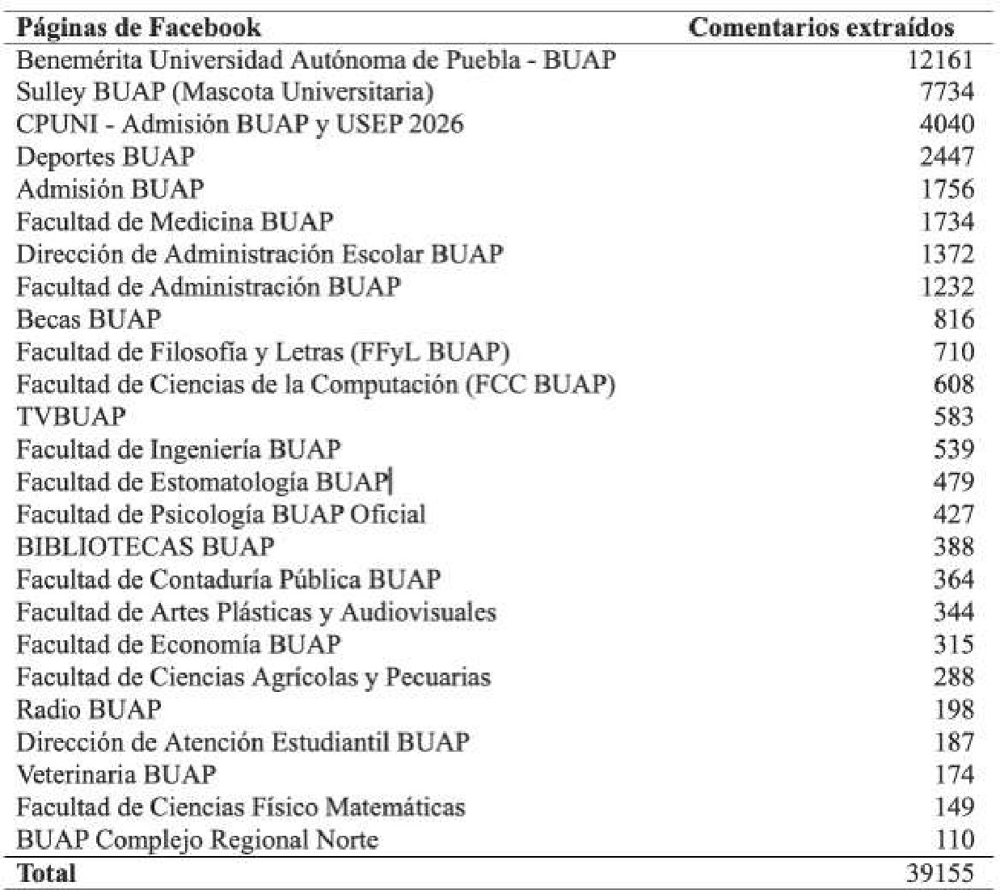 Páginas de Facebook Comentarios extraídos
Benemérita Universidad Autónoma de Puebla - BUAP 12161
Sulley BUAP (Mascota Universitaria) 7734
CPUNI - Admisión BUAP y USEP 2026 4040
Deportes BUAP 2447
Admisión BUAP 1756
Facultad de Medicina BUAP 1734
Dirección de Administración Escolar BUAP 1372
Facultad de Administración BUAP 1232
Becas BUAP 816
Facultad de Filosofía y Letras (FFyL BUAP) 710
Facultad de Ciencias de la Computación (FCC BUAP) 608
TVBUAP 583
Facultad de Ingeniería BUAP 539
Facultad de Estomatología BUAP 479
Facultad de Psicología BUAP Oficial 427
BIBLIOTECAS BUAP 388
Facultad de Contaduría Pública BUAP 364
Facultad de Artes Plásticas y Audiovisuales 344
Facultad de Economía BUAP 315
Facultad de Ciencias Agrícolas y Pecuarias 288
Radio BUAP 198
Dirección de Atención Estudiantil BUAP 187
Veterinaria BUAP 174
Facultad de Ciencias Físico Matemáticas 149
BUAP Complejo Regional Norte 110
Total 39155